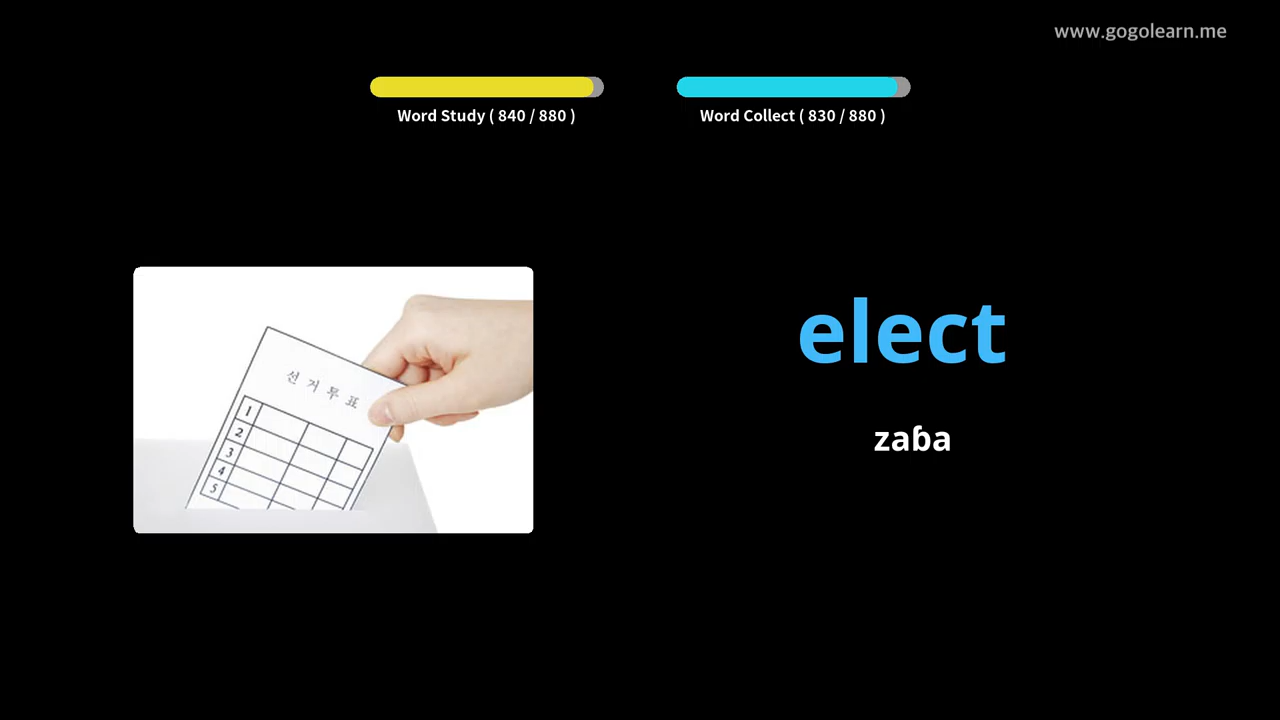 www.gogolearn.me
Word Study ( 840 / 880 )
Word Collect ( 830 / 880 )
선거투표
1
2
3
4
5
elect
zaɓa